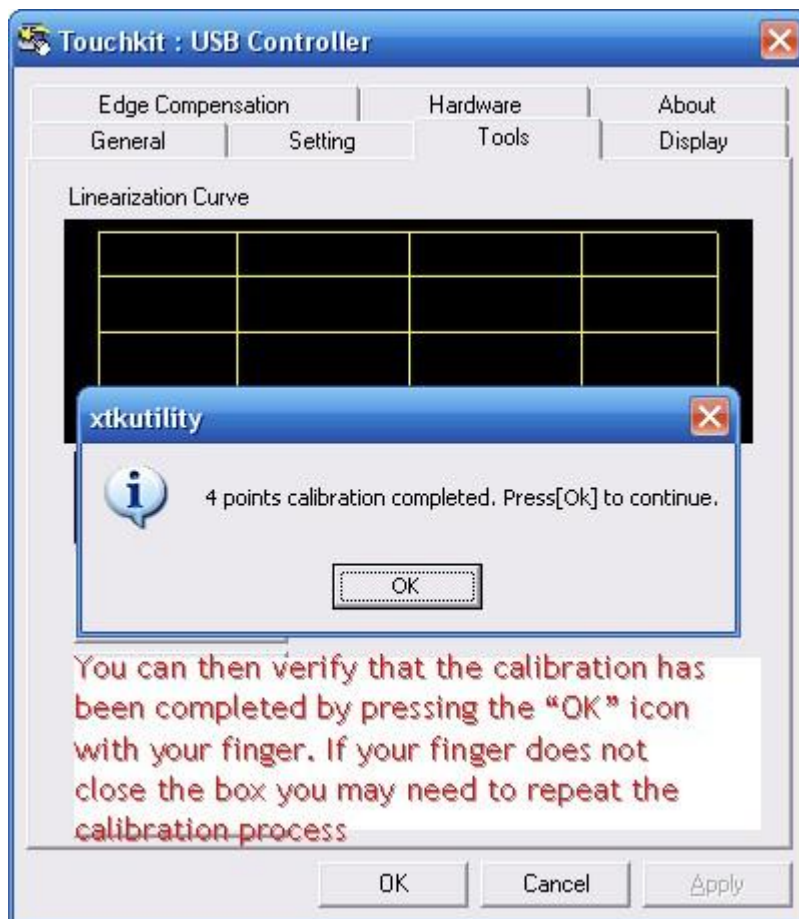 Touchkit : USB Controller
Edge Compensation Hardware About
General Setting Tools Display
Linearization Curve
xtkutility
4 points calibration completed. Press[Ok] to continue.
OK
You can then verify that the calibration has
been completed by pressing the “OK” icon
with your finger. If your finger does not
close the box you may need to repeat the
calibration process
OK Cancel Apply